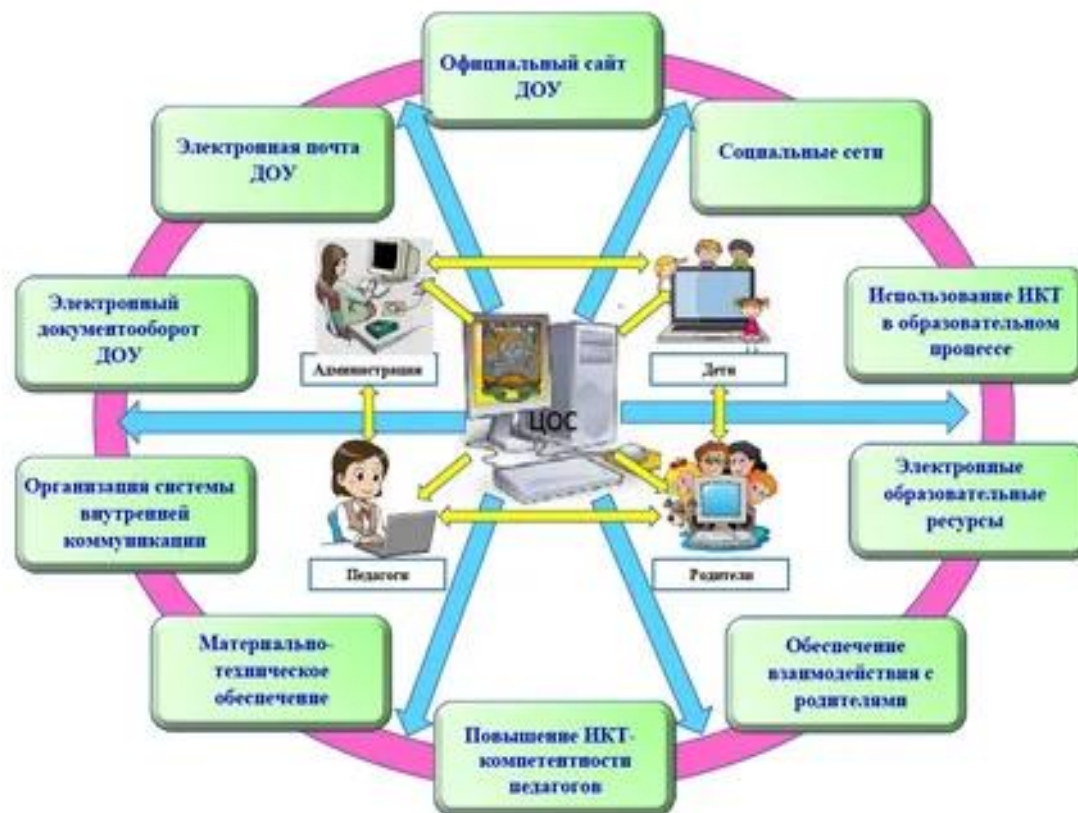 Официальный сайт
ДОУ
Электронная почта
ДОУ
Социальные сети
Электронный
документооборот
ДОУ
Использование ИКТ
в образовательном
процессе
Администрация
Дети
ЦОС
Организация системы
внутренней
коммуникации
Электронные
образовательные
ресурсы
Педагоги
Родители
Материально-
техническое
обеспечение
Обеспечение
взаимодействия с
родителями
Повышение ИКТ-
компетентности
педагогов